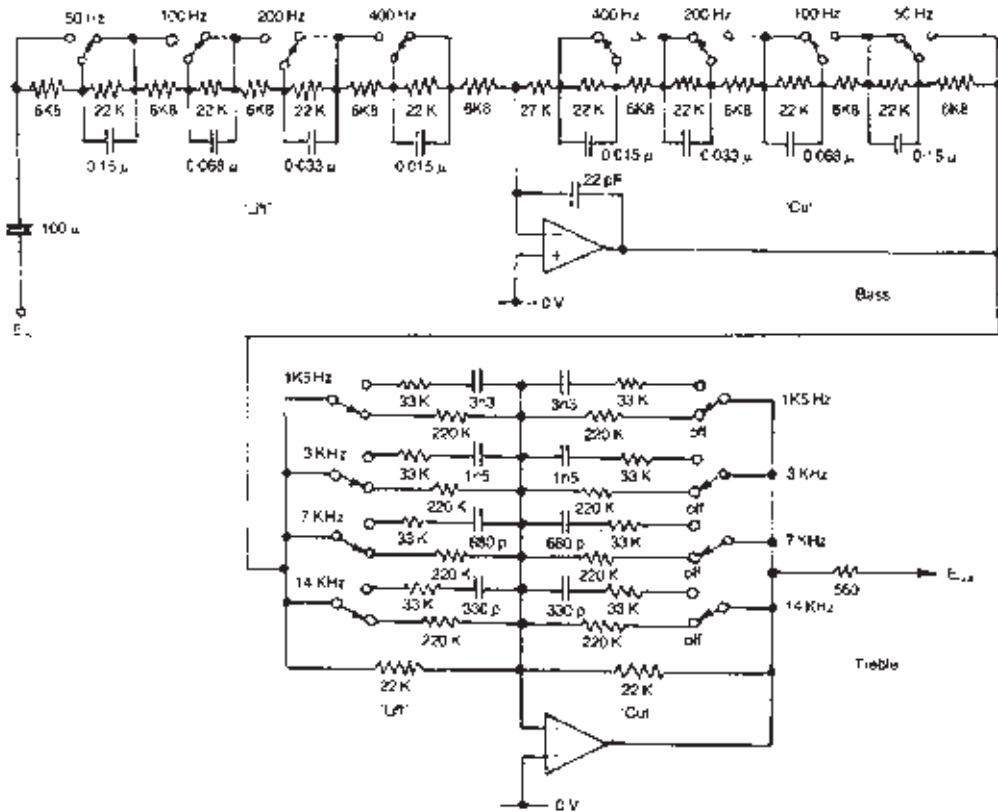 50 Hz 100 Hz 200 Hz 400 Hz 400 Hz 200 Hz 100 Hz 50 Hz
6K8 22 K 6K8 22 K 6K8 22 K 6K8 22 K 6K8 27 K 22 K 6K8 22 K 6K8 22 K 6K8 22 K 6K8
0·15 µ 0·068 µ 0·033 µ 0·015 µ 0·015 µ 0·033 µ 0·068 µ 0·15 µ
22 pF
'Lift' 'Cut'
100 µ
−
+
0 V
Bass
1K5 Hz 33 K 3n3 3n3 33 K 1K5 Hz
220 K 220 K off
3 KHz 33 K 1n5 1n5 33 K 3 KHz
220 K 220 K off
7 KHz 33 K 680 p 680 p 33 K 7 KHz
220 K 220 K off
560
14 KHz 33 K 330 p 330 p 33 K 14 KHz
220 K 220 K off
22 K 22 K
Treble
'Lift' 'Cut'
0 V